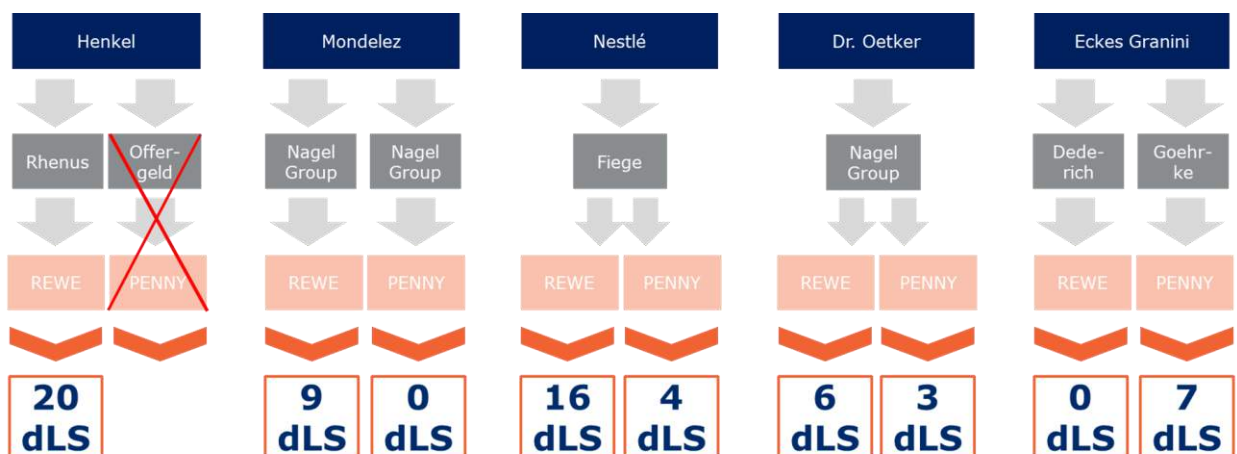 Henkel
Mondelez
Nestlé
Dr. Oetker
Eckes Granini
Rhenus
Offer-
geld
Nagel
Group
Nagel
Group
Fiege
Nagel
Group
Dede-
rich
Goehr-
ke
REWE
PENNY
REWE
PENNY
REWE
PENNY
REWE
PENNY
REWE
PENNY
20
dLS
9
dLS
0
dLS
16
dLS
4
dLS
6
dLS
3
dLS
0
dLS
7
dLS